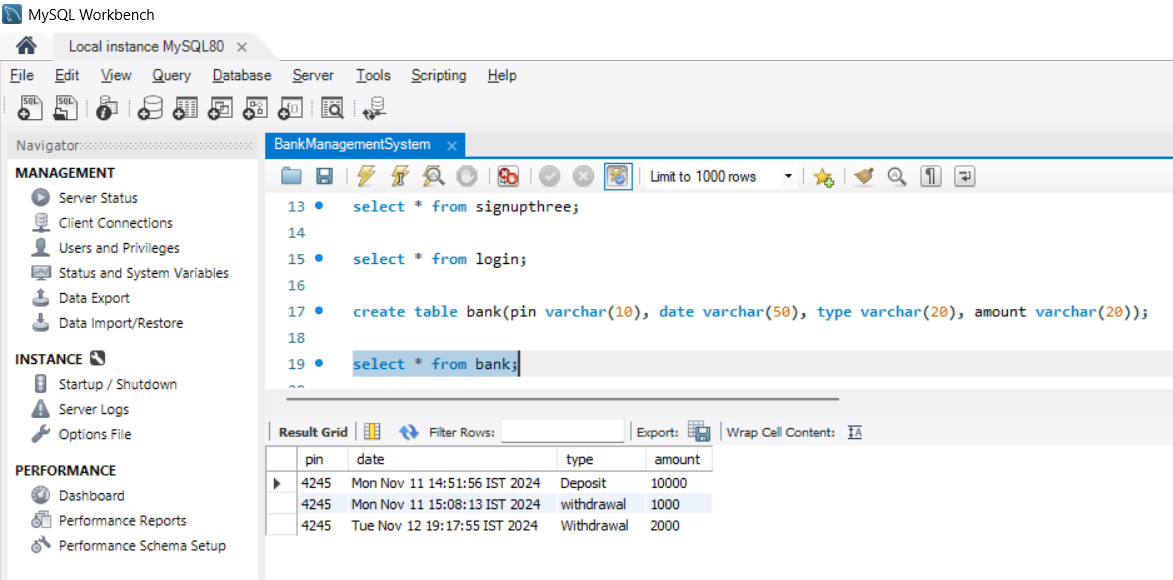 MySQL Workbench
Local instance MySQL80
File Edit View Query Database Server Tools Scripting Help
Navigator
MANAGEMENT
Server Status
Client Connections
Users and Privileges
Status and System Variables
Data Export
Data Import/Restore
INSTANCE
Startup / Shutdown
Server Logs
Options File
PERFORMANCE
Dashboard
Performance Reports
Performance Schema Setup
BankManagementSystem
Limit to 1000 rows
13 select * from signupthree;
14
15 select * from login;
16
17 create table bank(pin varchar(10), date varchar(50), type varchar(20), amount varchar(20));
18
19 select * from bank;
Result Grid Filter Rows: Export: Wrap Cell Content:
pin date type amount
4245 Mon Nov 11 14:51:56 IST 2024 Deposit 10000
4245 Mon Nov 11 15:08:13 IST 2024 withdrawal 1000
4245 Tue Nov 12 19:17:55 IST 2024 Withdrawal 2000